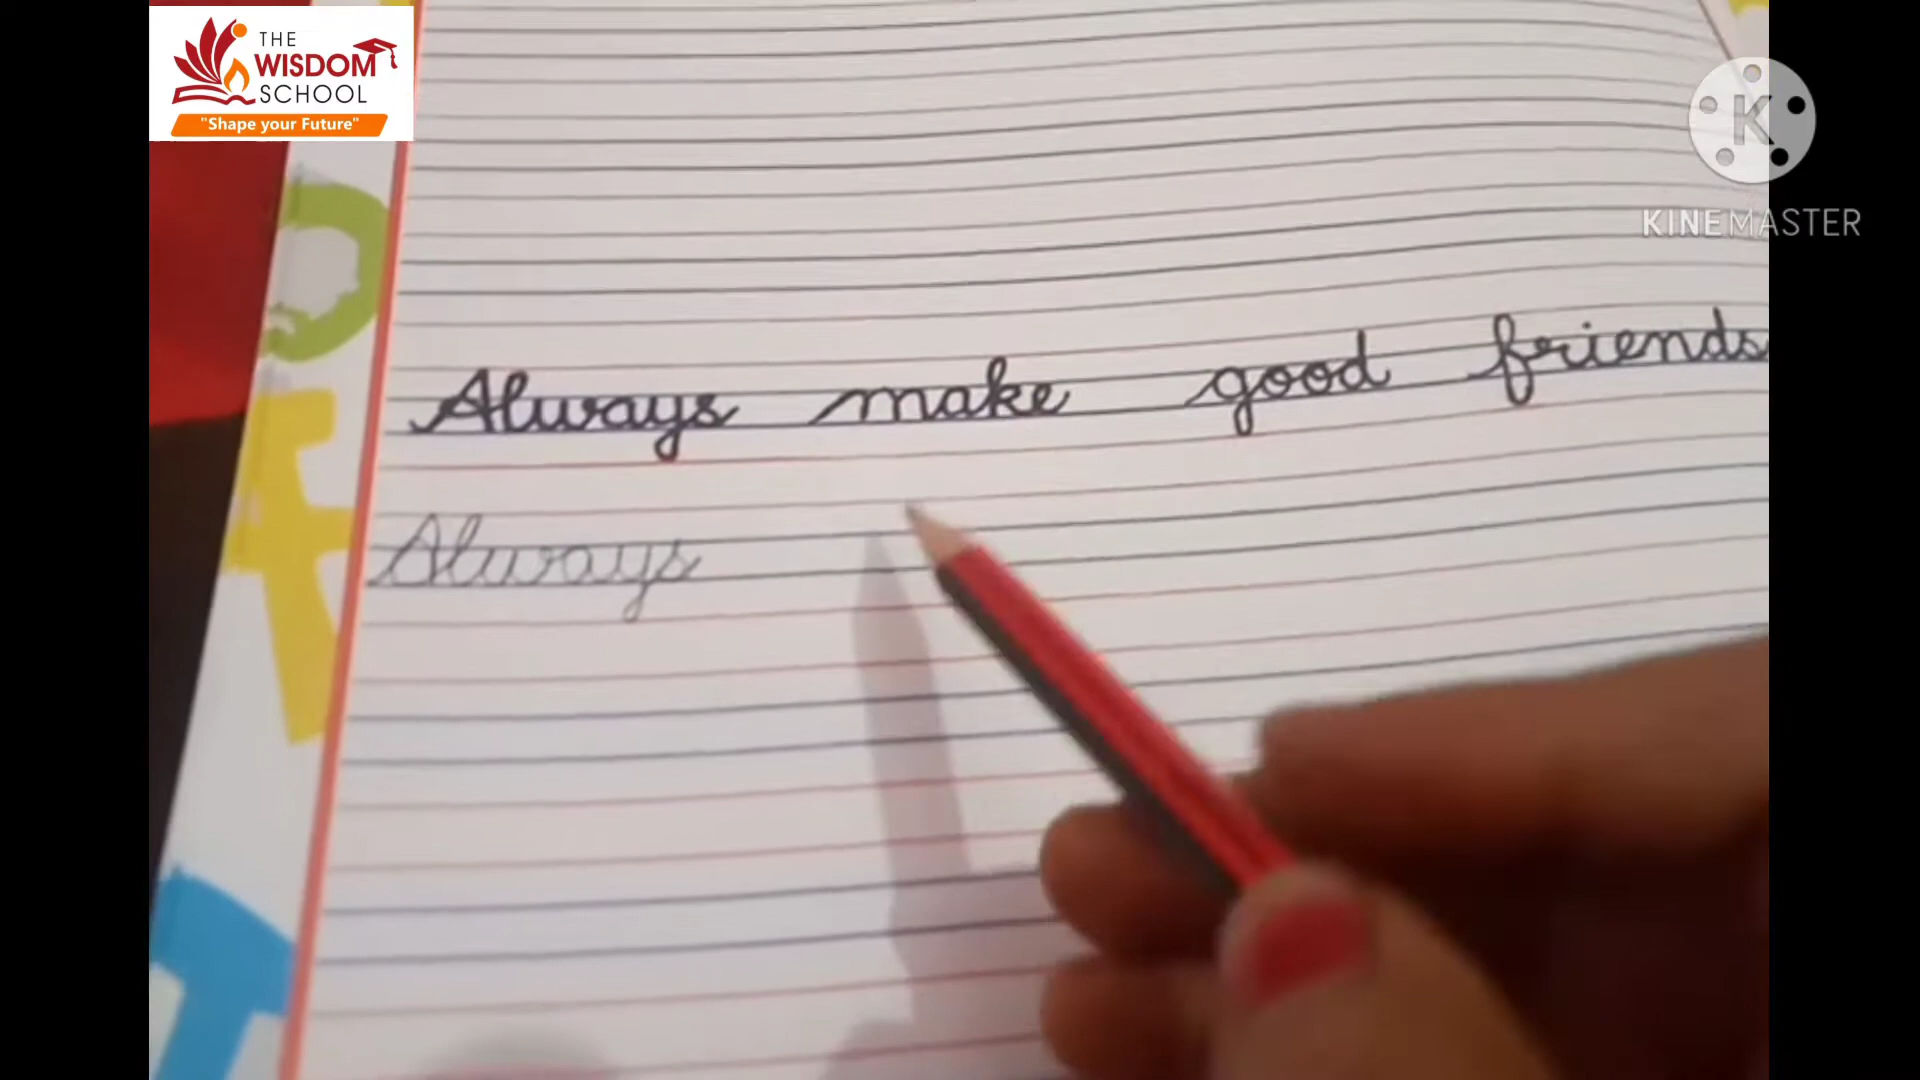 THE
WISDOM
SCHOOL
"Shape your Future"
K
KINEMASTER
Always make good friends
Always